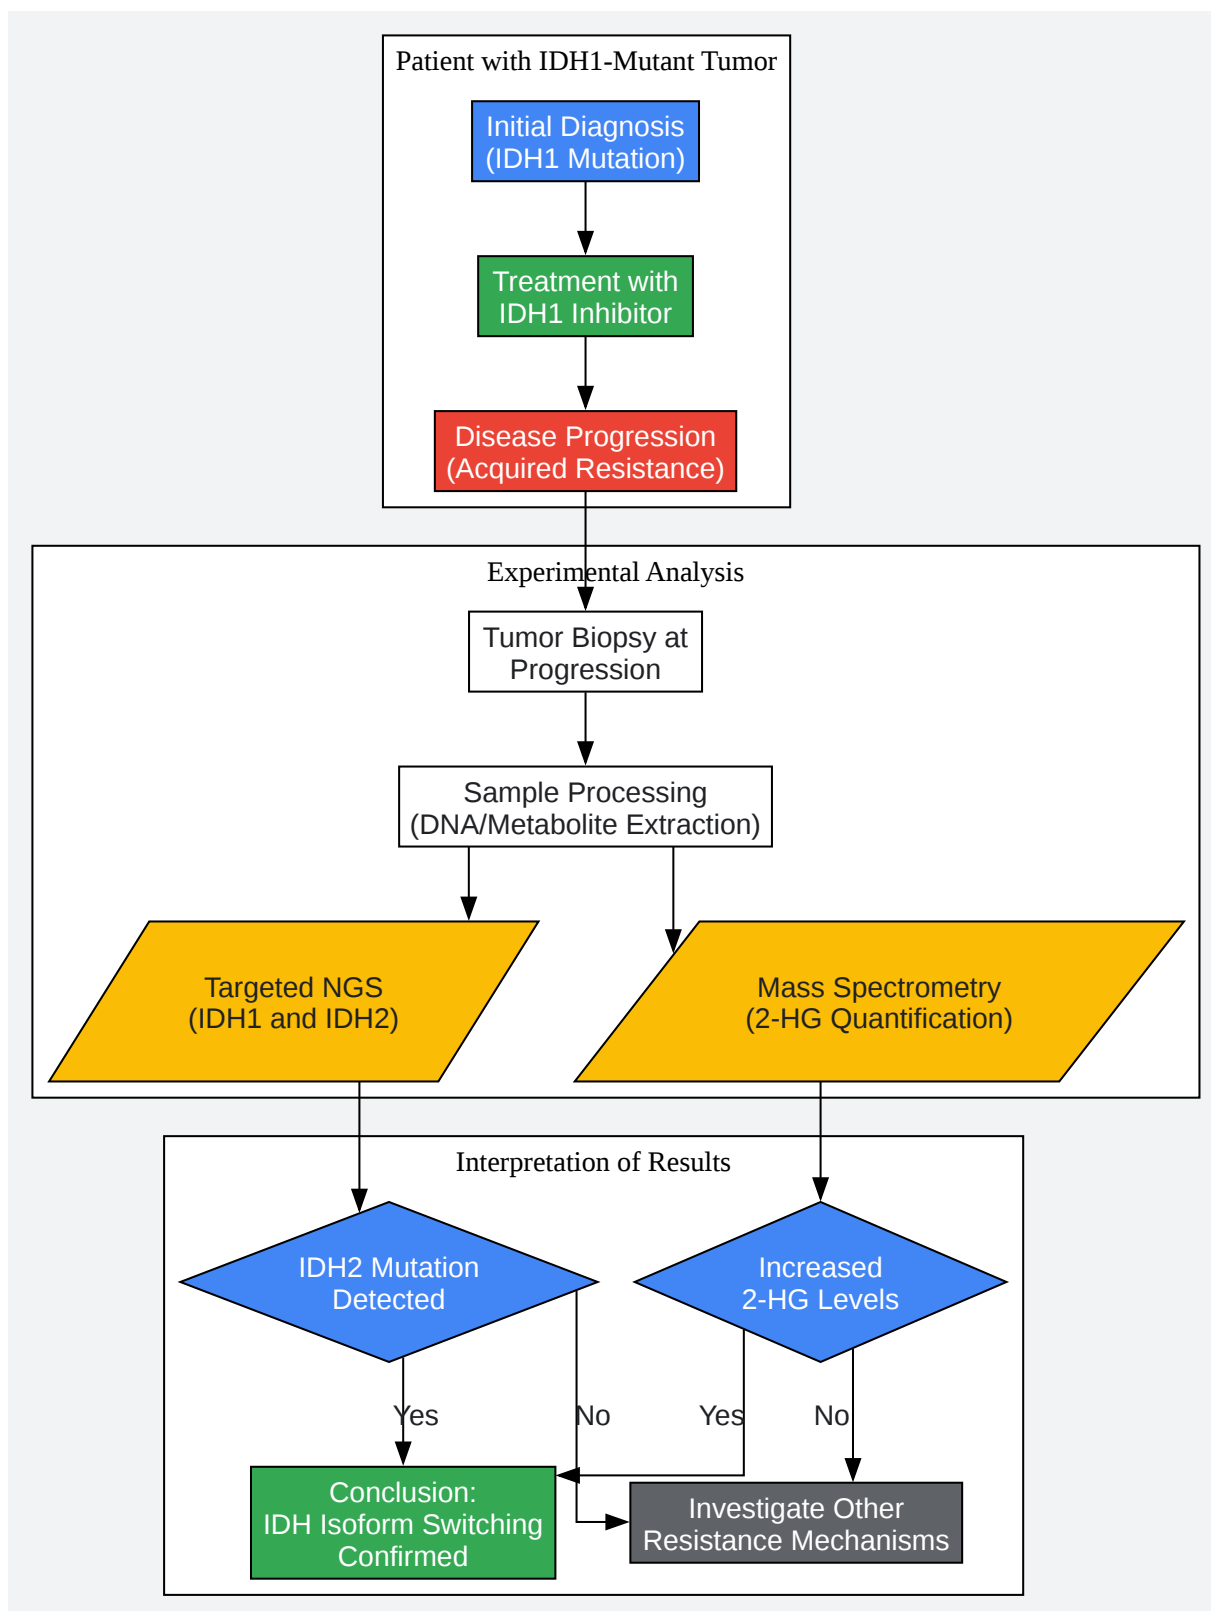 Patient with IDH1-Mutant Tumor
Initial Diagnosis
(IDH1 Mutation)
Treatment with
IDH1 Inhibitor
Disease Progression
(Acquired Resistance)
Experimental Analysis
Tumor Biopsy at
Progression
Sample Processing
(DNA/Metabolite Extraction)
Targeted NGS
(IDH1 and IDH2)
Mass Spectrometry
(2-HG Quantification)
Interpretation of Results
IDH2 Mutation
Detected
Increased
2-HG Levels
Yes
No
Yes
No
Conclusion:
IDH Isoform Switching
Confirmed
Investigate Other
Resistance Mechanisms